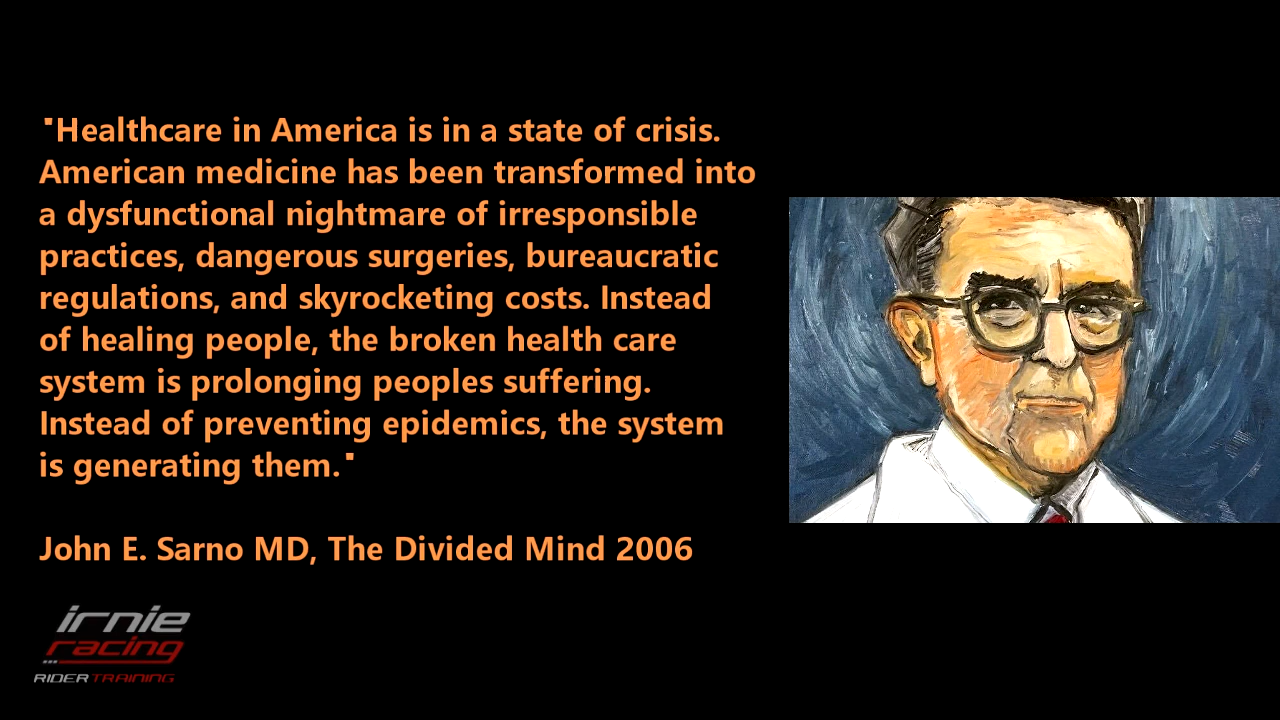 "Healthcare in America is in a state of crisis.
American medicine has been transformed into
a dysfunctional nightmare of irresponsible
practices, dangerous surgeries, bureaucratic
regulations, and skyrocketing costs. Instead
of healing people, the broken health care
system is prolonging peoples suffering.
Instead of preventing epidemics, the system
is generating them."
John E. Sarno MD, The Divided Mind 2006
irnie
racing
RIDER TRAINING